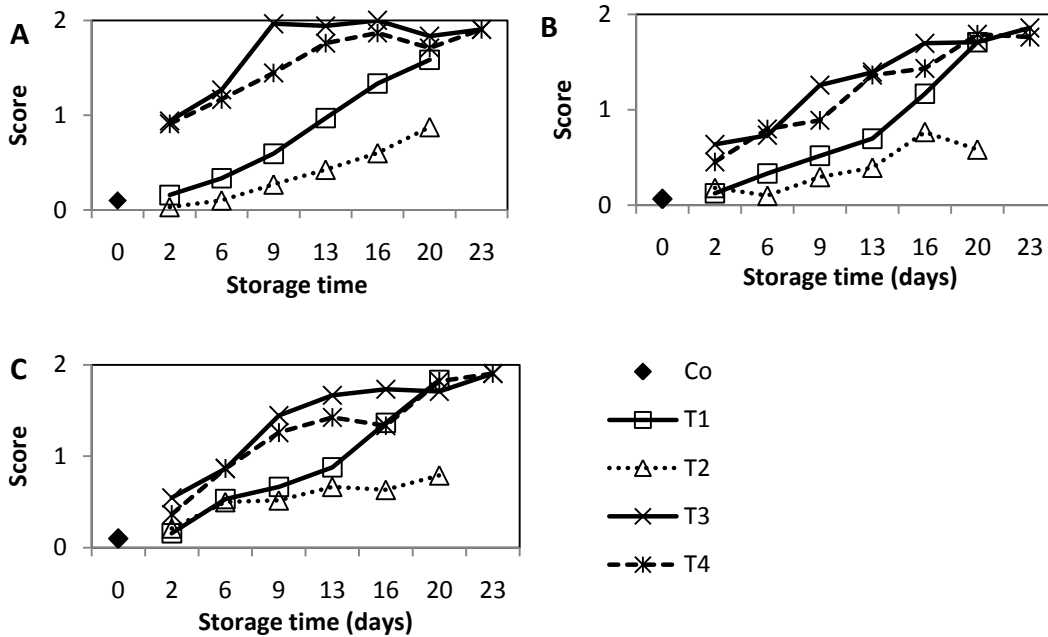 A
Score
2
1
0
0 2 6 9 13 16 20 23
Storage time
B
Score
2
1
0
0 2 6 9 13 16 20 23
Storage time (days)
C
Score
2
1
0
0 2 6 9 13 16 20 23
Storage time (days)
Co
T1
T2
T3
T4